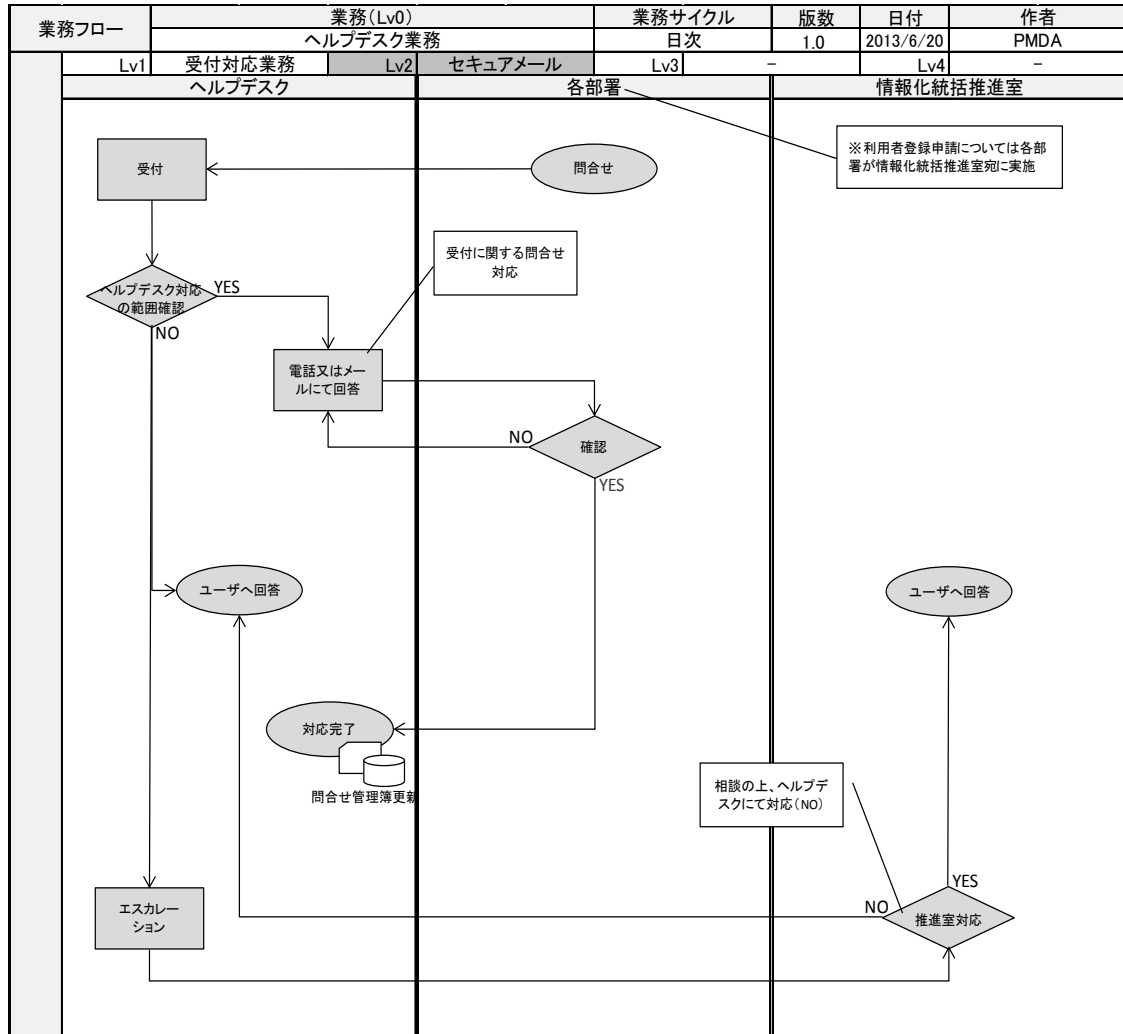 業務フロー
業務(Lv0)
業務サイクル
版数
日付
作者
ヘルプデスク業務
日次
1.0
2013/6/20
PMDA
Lv1
受付対応業務
Lv2
セキュアメール
Lv3
-
Lv4
-
ヘルプデスク
各部署
情報化統括推進室
※利用者登録申請については各部
署が情報化統括推進室宛に実施
受付
問合せ
受付に関する問合せ
対応
ヘルプデスク対応
の範囲確認
YES
NO
電話又はメー
ルにて回答
NO
確認
YES
ユーザへ回答
ユーザへ回答
対応完了
問合せ管理簿更新
相談の上、ヘルプデ
スクにて対応(NO)
エスカレー
ション
YES
NO
推進室対応